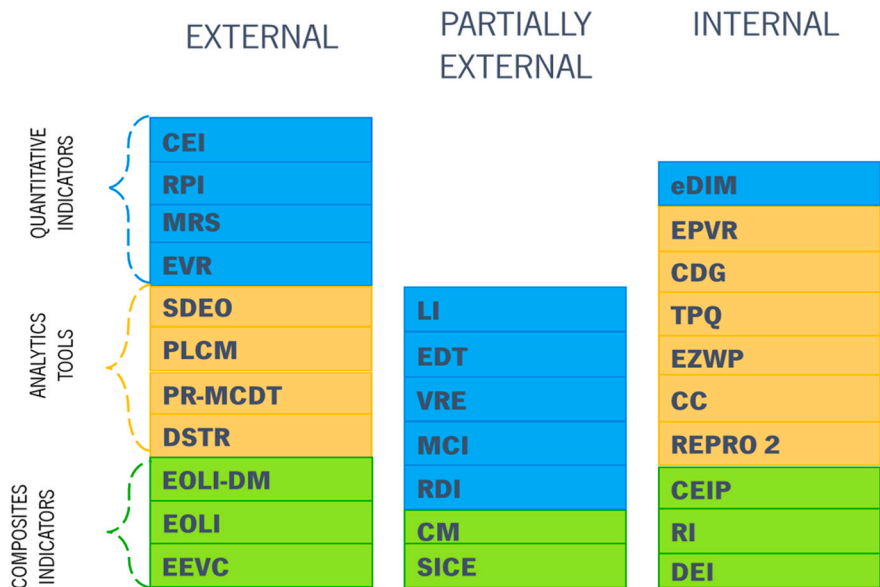 EXTERNAL
PARTIALLY
EXTERNAL
INTERNAL
QUANTITATIVE
INDICATORS
ANALYTICS
TOOLS
COMPOSITES
INDICATORS
CEI
RPI
MRS
EVR
SDEO
PLCM
PR-MCDT
DSTR
EOLI-DM
EOLI
EEVC
LI
EDT
VRE
MCI
RDI
CM
SICE
eDIM
EPVR
CDG
TPQ
EZWP
CC
REPRO 2
CEIP
RI
DEI